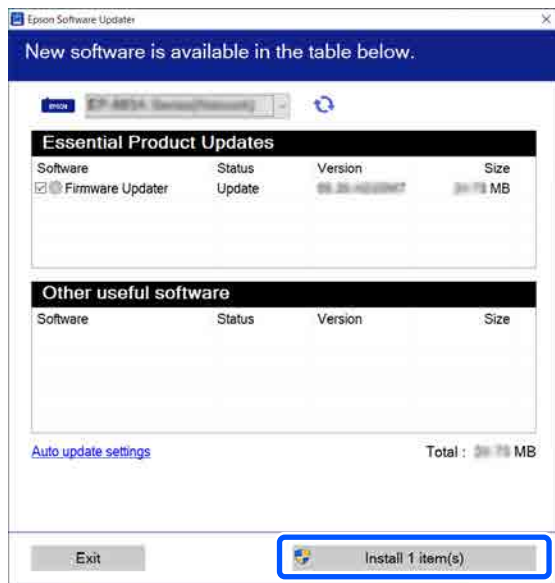 Epson Software Updater
New software is available in the table below.
EPSON
Essential Product Updates
Software Status Version Size
Firmware Updater Update MB
Other useful software
Software Status Version Size
Auto update settings Total : MB
Exit Install 1 item(s)